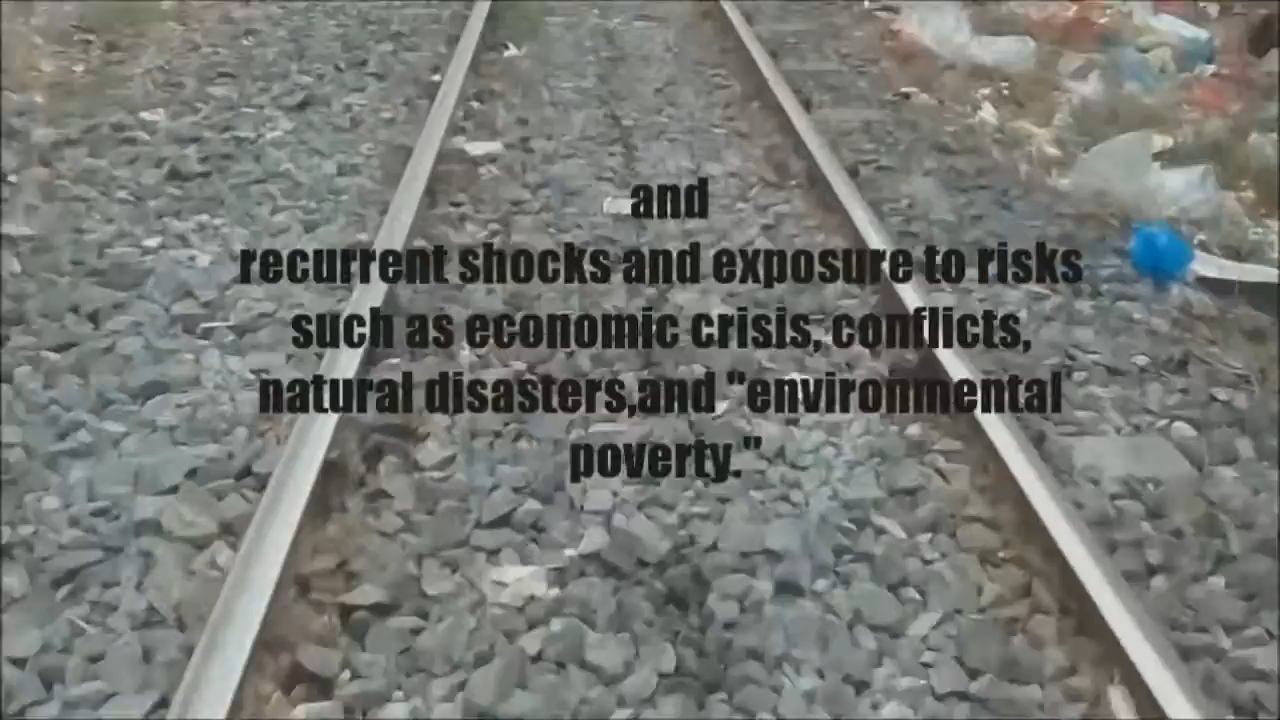 and
recurrent shocks and exposure to risks
such as economic crisis, conflicts,
natural disasters,and "environmental
poverty."